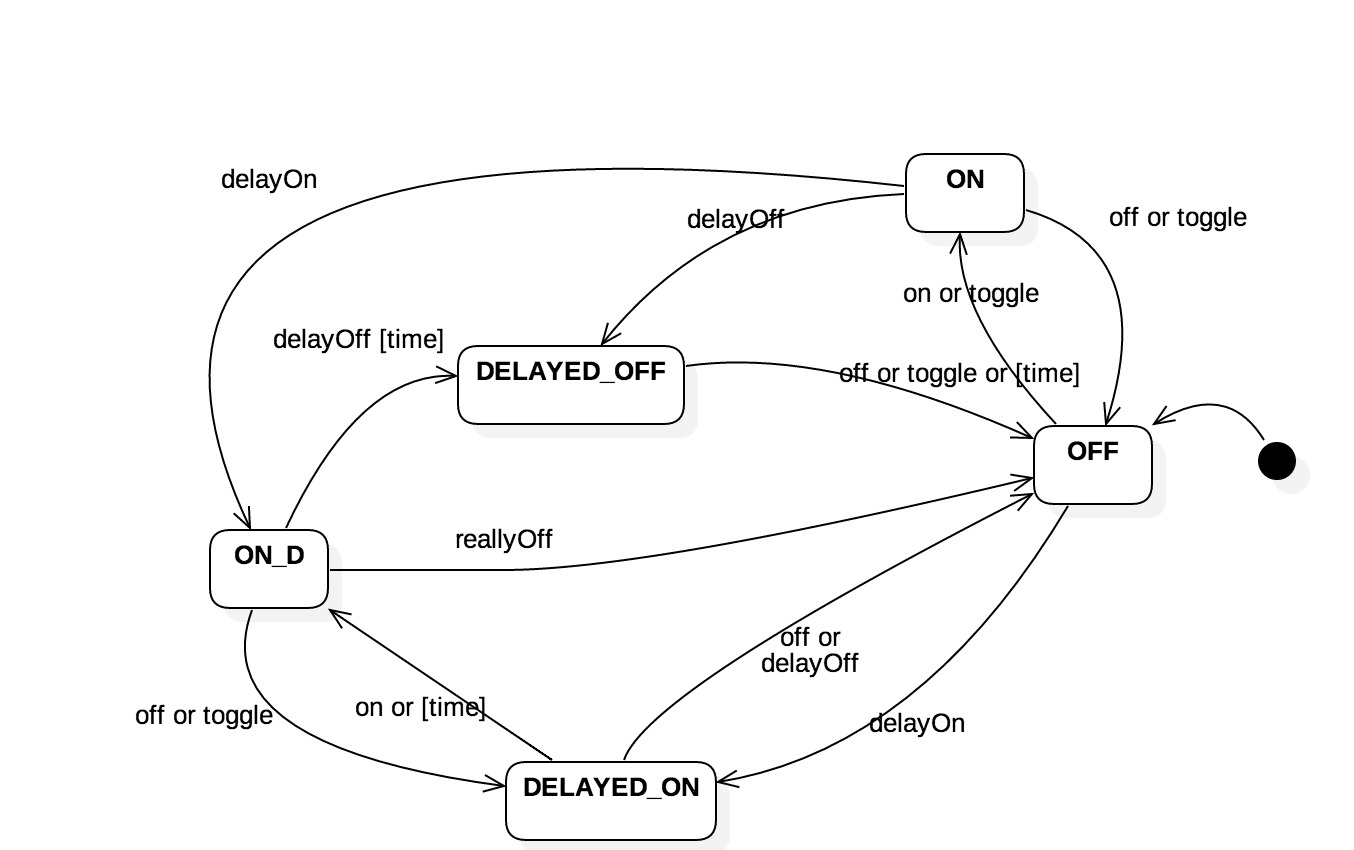 ON
delayOn
off or toggle
delayOff
on or toggle
delayOff [time]
DELAYED_OFF
off or toggle or [time]
OFF
reallyOff
ON_D
off or
delayOff
on or [time]
off or toggle
delayOn
DELAYED_ON